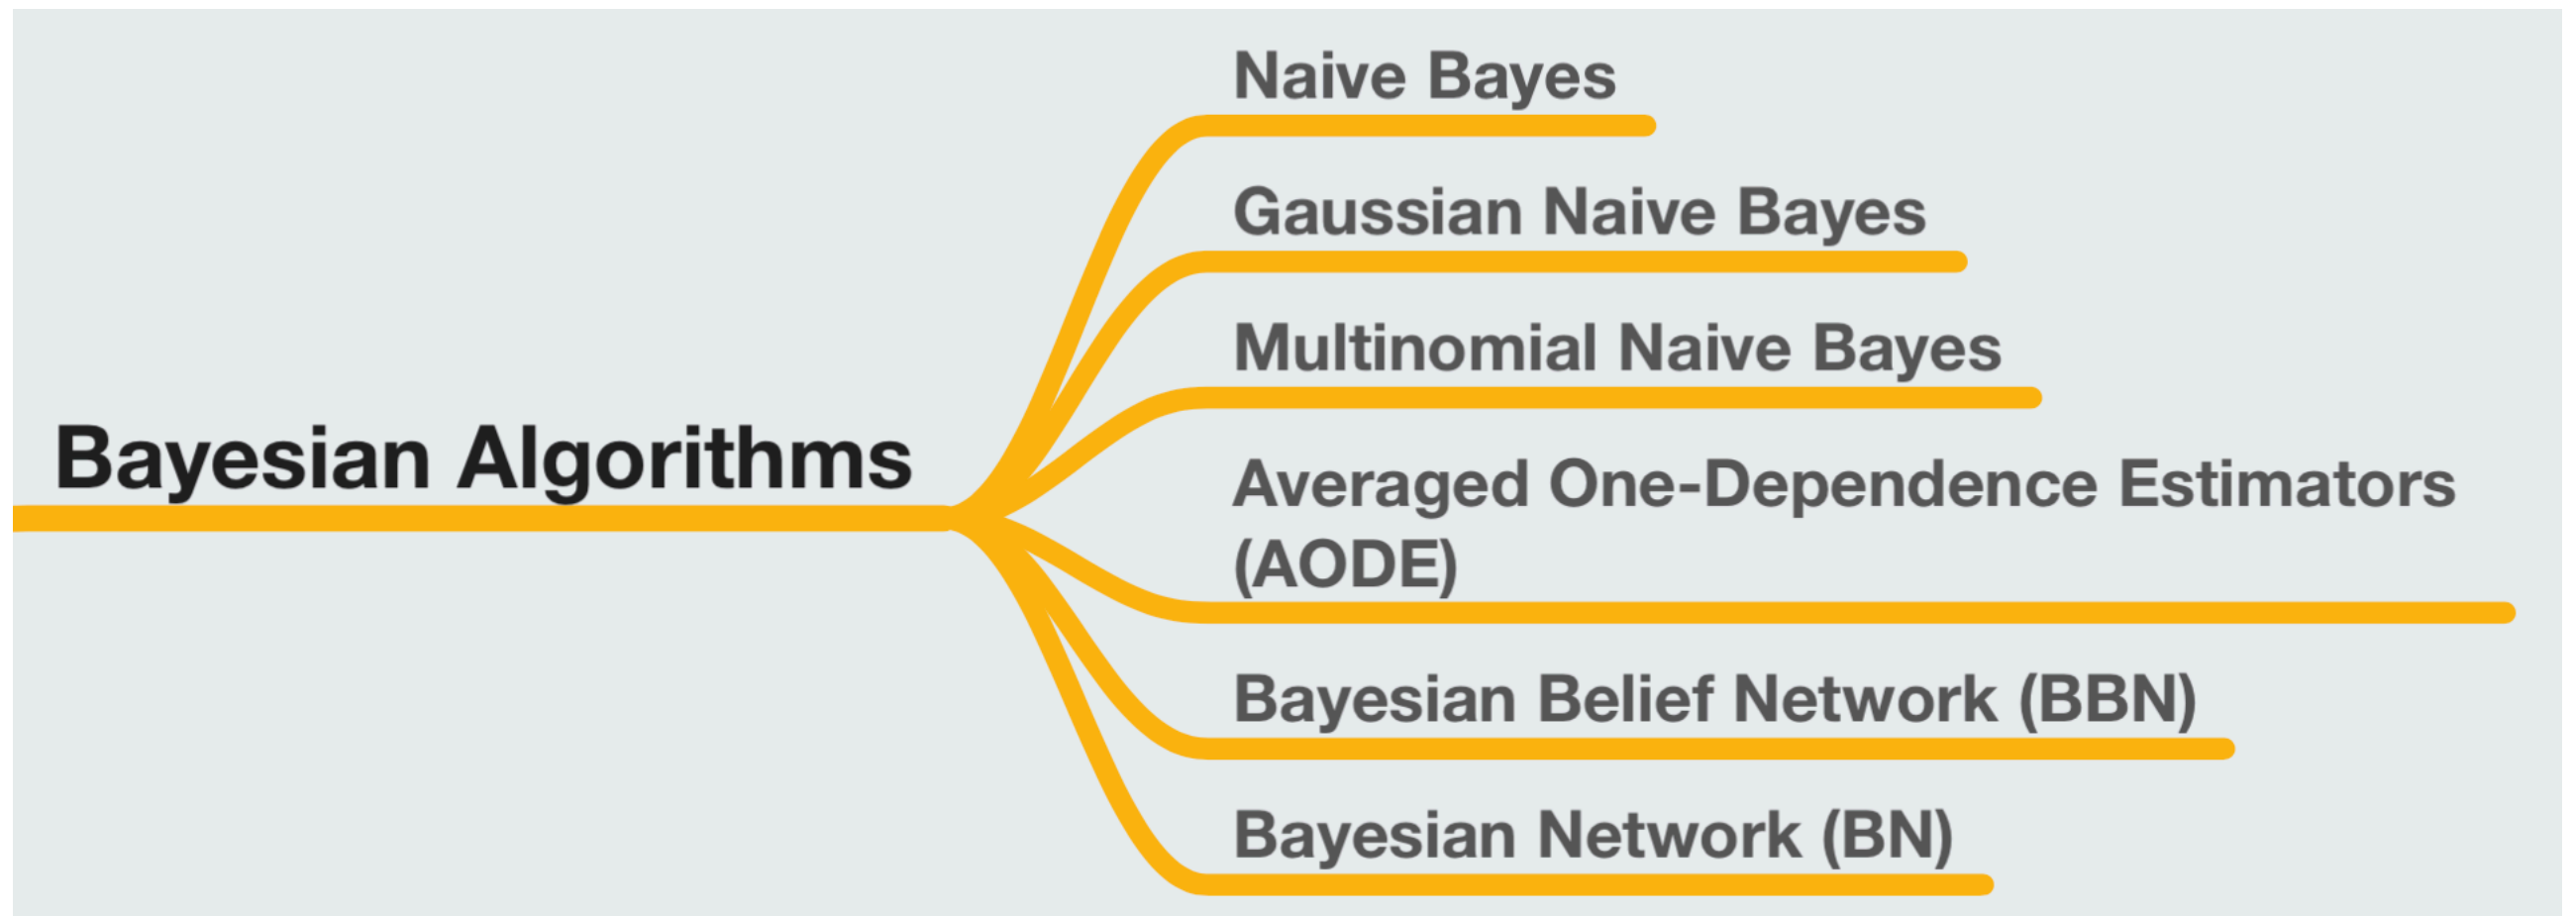 Naive Bayes
Gaussian Naive Bayes
Multinomial Naive Bayes
Bayesian Algorithms
Averaged One-Dependence Estimators
(AODE)
Bayesian Belief Network (BBN)
Bayesian Network (BN)